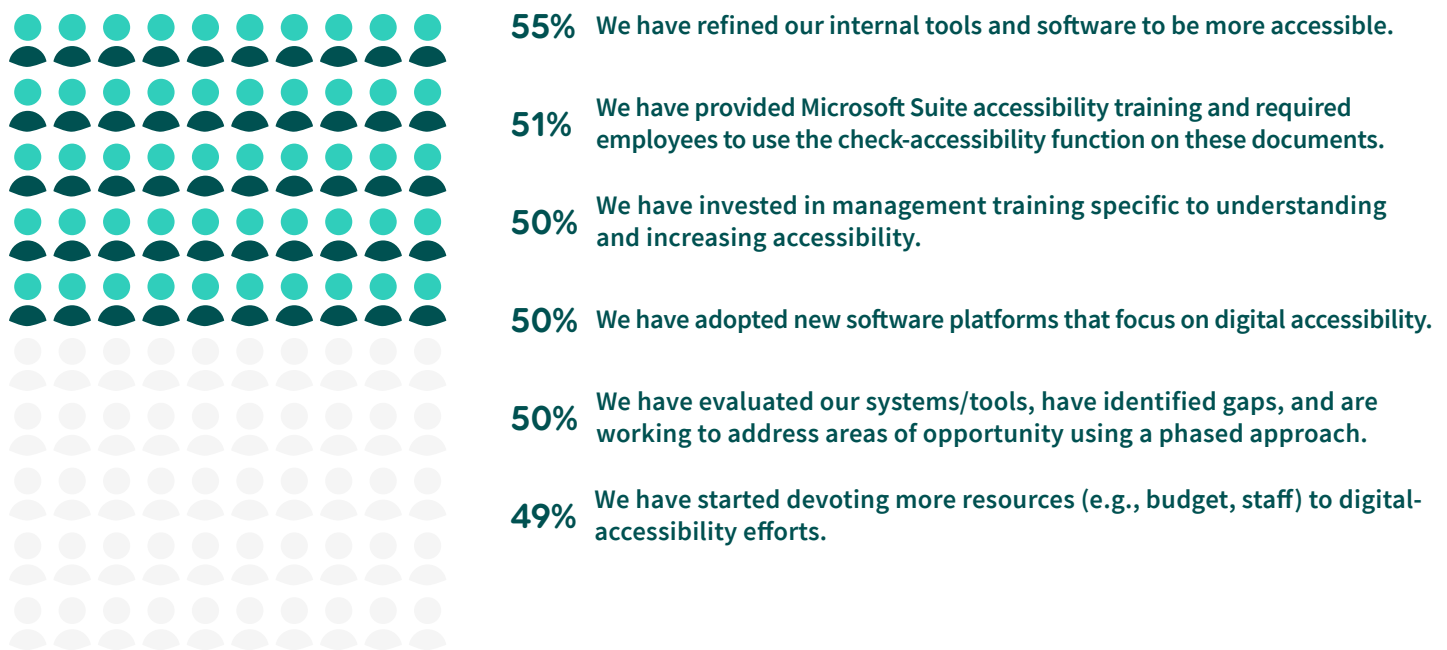 55% We have refined our internal tools and software to be more accessible.
51% We have provided Microsoft Suite accessibility training and required
employees to use the check-accessibility function on these documents.
50% We have invested in management training specific to understanding
and increasing accessibility.
50% We have adopted new software platforms that focus on digital accessibility.
50% We have evaluated our systems/tools, have identified gaps, and are
working to address areas of opportunity using a phased approach.
49% We have started devoting more resources (e.g., budget, staff) to digital-
accessibility efforts.